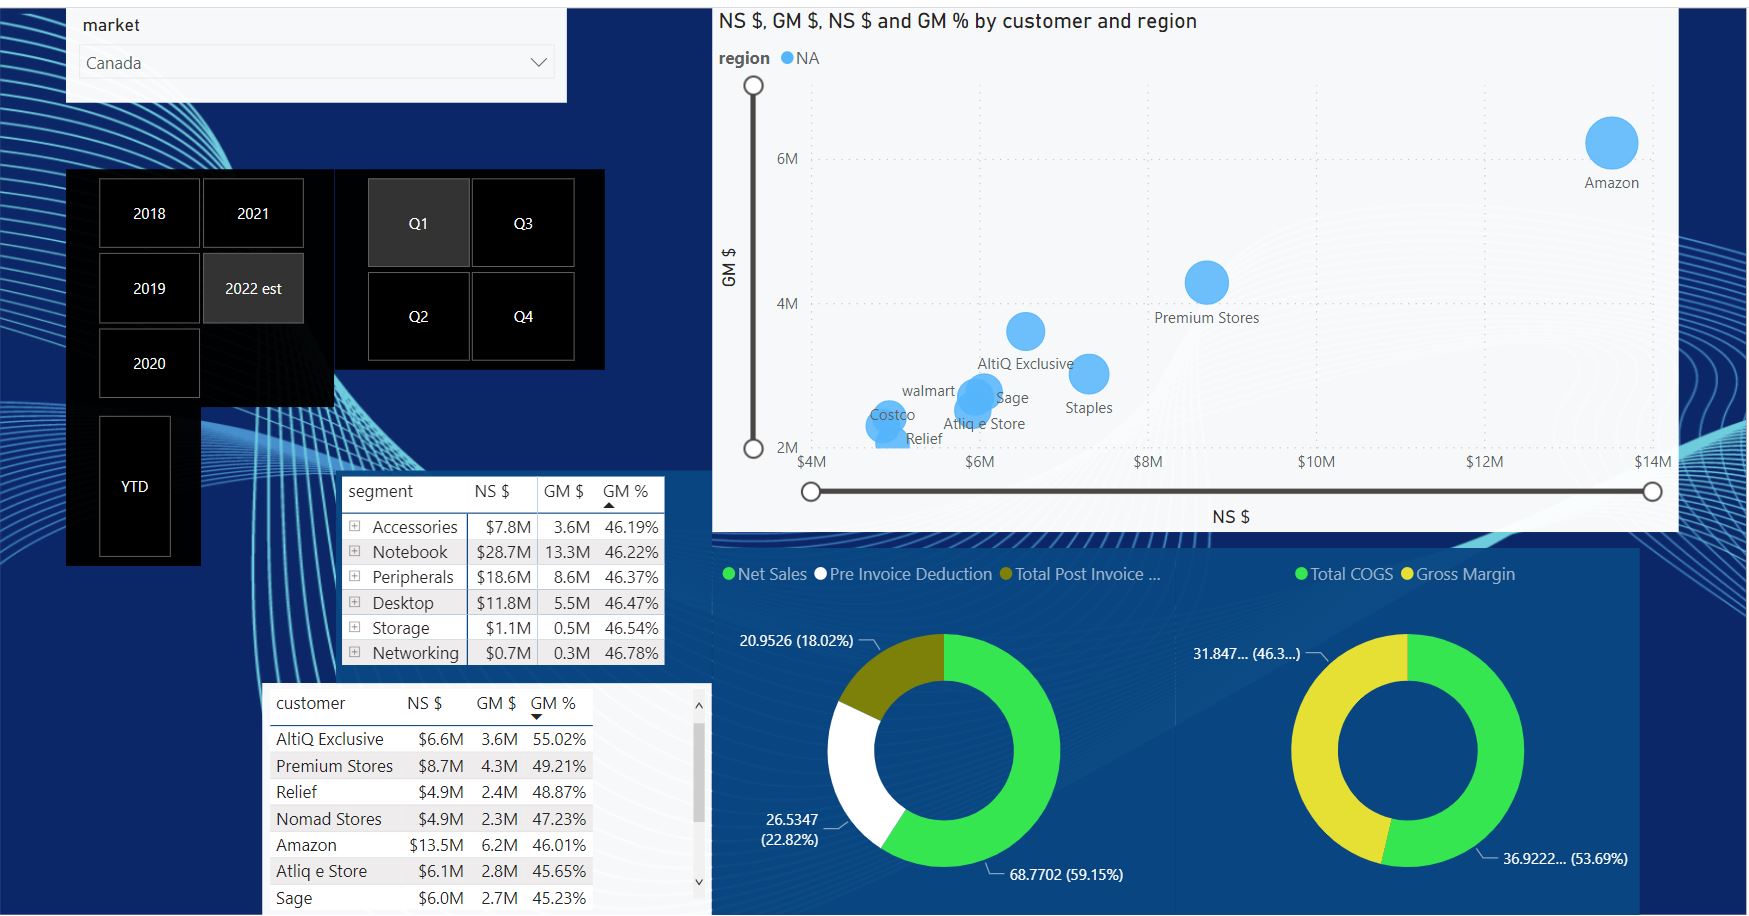 market
Canada
2018 2021
2019 2022 est
2020
YTD
Q1 Q3
Q2 Q4
NS $, GM $, NS $ and GM % by customer and region
region NA
GM $
6M
4M
2M
Amazon
Premium Stores
AltiQ Exclusive
Staples
walmart
Sage
Costco
Atliq e Store
Relief
$4M $6M $8M $10M $12M $14M
NS $
segment NS $ GM $ GM %
Accessories $7.8M 3.6M 46.19%
Notebook $28.7M 13.3M 46.22%
Peripherals $18.6M 8.6M 46.37%
Desktop $11.8M 5.5M 46.47%
Storage $1.1M 0.5M 46.54%
Networking $0.7M 0.3M 46.78%
customer NS $ GM $ GM %
AltiQ Exclusive $6.6M 3.6M 55.02%
Premium Stores $8.7M 4.3M 49.21%
Relief $4.9M 2.4M 48.87%
Nomad Stores $4.9M 2.3M 47.23%
Amazon $13.5M 6.2M 46.01%
Atliq e Store $6.1M 2.8M 45.65%
Sage $6.0M 2.7M 45.23%
Net Sales Pre Invoice Deduction Total Post Invoice ...
20.9526 (18.02%)
26.5347
(22.82%)
68.7702 (59.15%)
Total COGS Gross Margin
31.847... (46.3...)
36.9222... (53.69%)